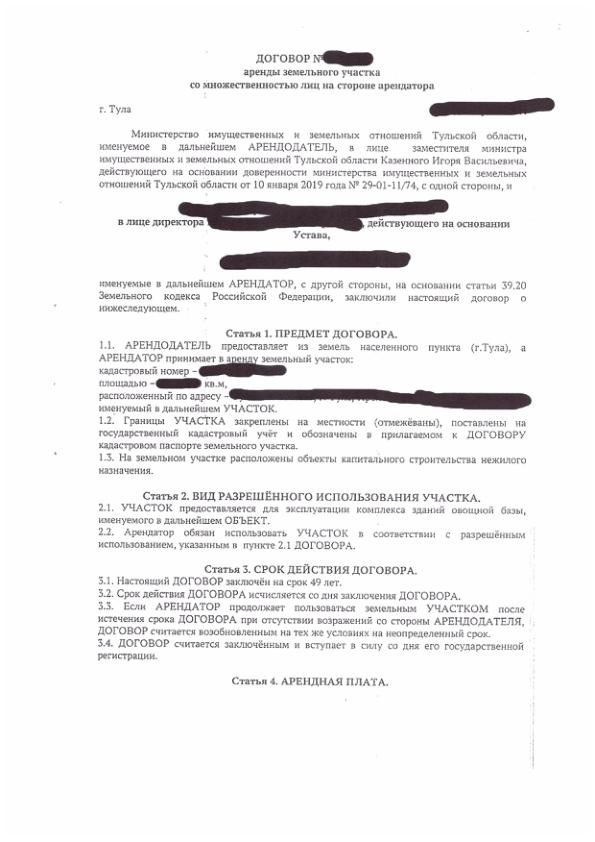 ДОГОВОР №
аренды земельного участка
со множественностью лиц на стороне арендатора
г. Тула
Министерство имущественных и земельных отношений Тульской области,
именуемое в дальнейшем АРЕНДОДАТЕЛЬ, в лице заместителя министра
имущественных и земельных отношений Тульской области Казенного Игоря Васильевича,
действующего на основании доверенности министерства имущественных и земельных
отношений Тульской области от 10 января 2019 года № 29-01-11/74, с одной стороны, и
в лице директора , действующего на основании
Устава,
именуемые в дальнейшем АРЕНДАТОР, с другой стороны, на основании статьи 39.20
Земельного кодекса Российской Федерации, заключили настоящий договор о
нижеследующем.
Статья 1. ПРЕДМЕТ ДОГОВОРА.
1.1. АРЕНДОДАТЕЛЬ предоставляет из земель населенного пункта (г.Тула), а
АРЕНДАТОР принимает в аренду земельный участок:
кадастровый номер –
площадью – кв.м,
расположенный по адресу –
именуемый в дальнейшем УЧАСТОК.
1.2. Границы УЧАСТКА закреплены на местности (отмежёваны), поставлены на
государственный кадастровый учёт и обозначены в прилагаемом к ДОГОВОРУ
кадастровом паспорте земельного участка.
1.3. На земельном участке расположены объекты капитального строительства нежилого
назначения.
Статья 2. ВИД РАЗРЕШЁННОГО ИСПОЛЬЗОВАНИЯ УЧАСТКА.
2.1. УЧАСТОК предоставляется для эксплуатации комплекса зданий овощной базы,
именуемого в дальнейшем ОБЪЕКТ.
2.2. Арендатор обязан использовать УЧАСТОК в соответствии с разрешённым
использованием, указанным в пункте 2.1 ДОГОВОРА.
Статья 3. СРОК ДЕЙСТВИЯ ДОГОВОРА.
3.1. Настоящий ДОГОВОР заключён на срок 49 лет.
3.2. Срок действия ДОГОВОРА исчисляется со дня заключения ДОГОВОРА.
3.3. Если АРЕНДАТОР продолжает пользоваться земельным УЧАСТКОМ после
истечения срока ДОГОВОРА при отсутствии возражений со стороны АРЕНДОДАТЕЛЯ,
ДОГОВОР считается возобновленным на тех же условиях на неопределенный срок.
3.4. ДОГОВОР считается заключённым и вступает в силу со дня его государственной
регистрации.
Статья 4. АРЕНДНАЯ ПЛАТА.